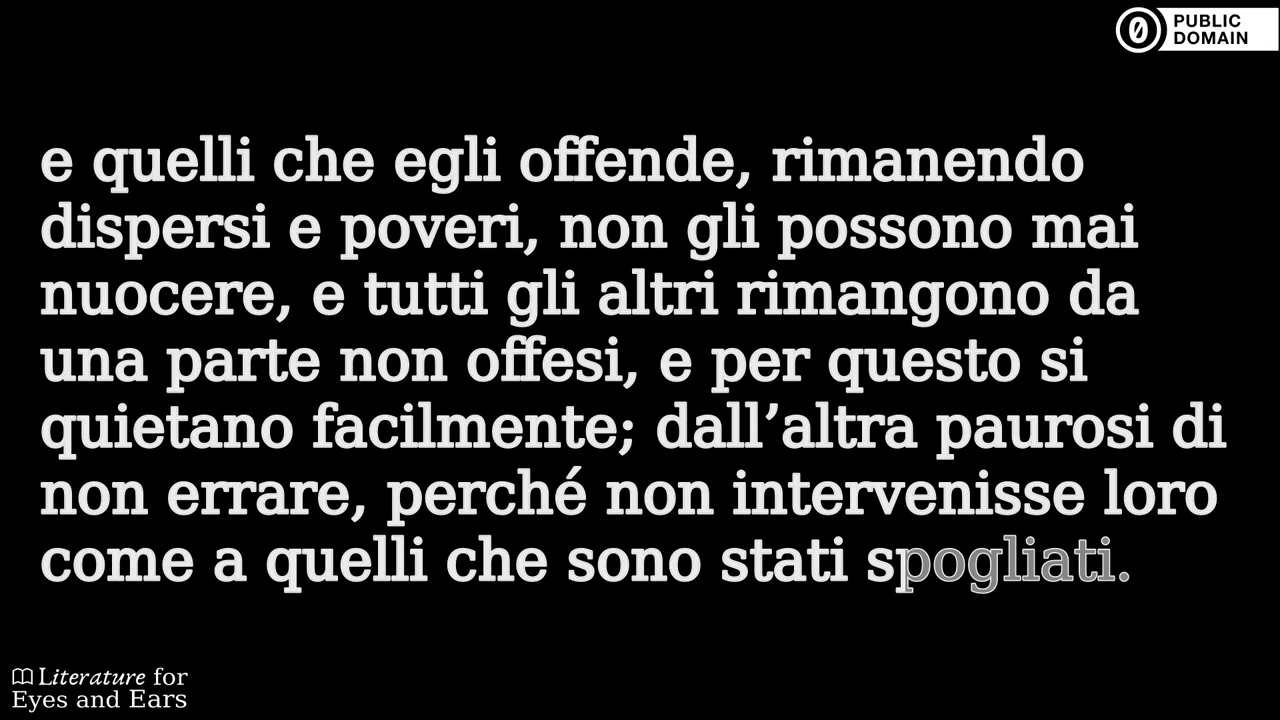 PUBLIC
DOMAIN
e quelli che egli offende, rimanendo
dispersi e poveri, non gli possono mai
nuocere, e tutti gli altri rimangono da
una parte non offesi, e per questo si
quietano facilmente; dall’altra paurosi di
non errare, perché non intervenisse loro
come a quelli che sono stati spogliati.
Literature for
Eyes and Ears